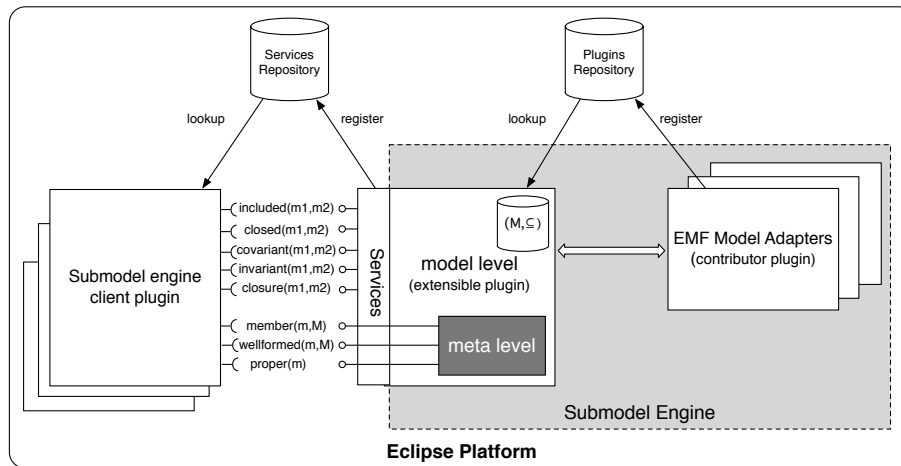 Services
Repository
Plugins
Repository
lookup
register
lookup
register
included(m1,m2)
closed(m1,m2)
covariant(m1,m2)
invariant(m1,m2)
closure(m1,m2)
member(m,M)
wellformed(m,M)
proper(m)
Submodel engine
client plugin
Services
(M,⊆)
model level
(extensible plugin)
meta level
EMF Model Adapters
(contributor plugin)
Submodel Engine
Eclipse Platform